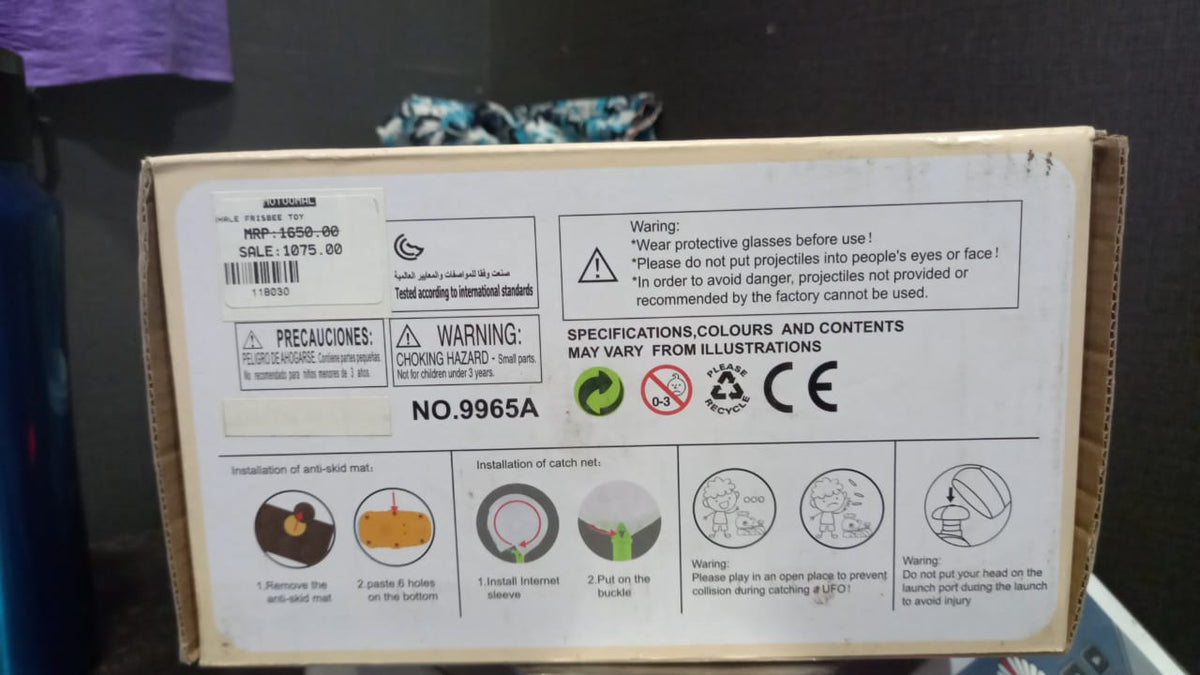 MOTUOMAL
HALE FRISBEE TOY
MRP:1650.00
SALE:1075.00
118030
صنعت وفقا للمواصفات والمعايير العالمية
Tested according to international standards
Waring:
*Wear protective glasses before use!
*Please do not put projectiles into people's eyes or face!
*In order to avoid danger, projectiles not provided or
recommended by the factory cannot be used.
PRECAUCIONES:
PELIGRO DE AHOGARSE. Contiene partes pequeñas.
No recomendado para niños menores de 3 años.
WARNING:
CHOKING HAZARD - Small parts.
Not for children under 3 years.
SPECIFICATIONS,COLOURS AND CONTENTS
MAY VARY FROM ILLUSTRATIONS
NO.9965A
0-3
PLEASE
RECYCLE
CE
Installation of anti-skid mat:
1.Remove the
anti-skid mat
2.paste 6 holes
on the bottom
Installation of catch net:
1.Install Internet
sleeve
2.Put on the
buckle
Waring:
Please play in an open place to prevent
collision during catching a UFO!
Waring:
Do not put your head on the
launch port during the launch
to avoid injury